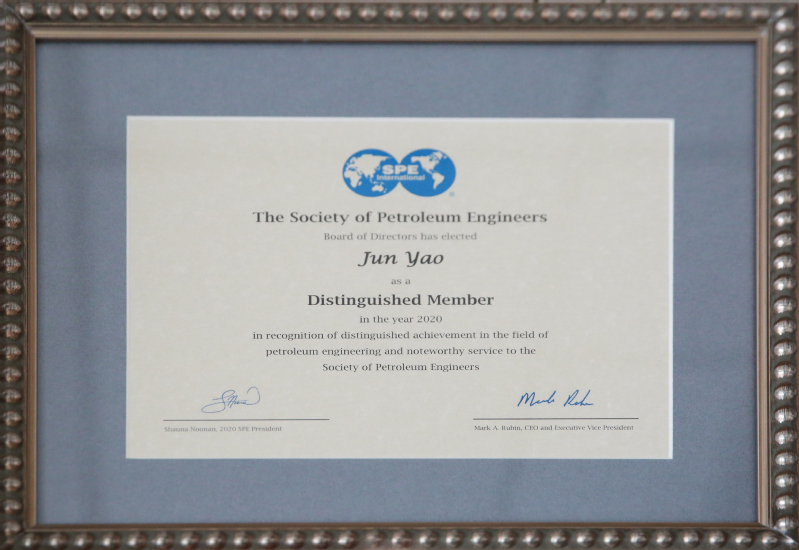 SPE
International
The Society of Petroleum Engineers
Board of Directors has elected
Jun Yao
as a
Distinguished Member
in the year 2020
in recognition of distinguished achievement in the field of
petroleum engineering and noteworthy service to the
Society of Petroleum Engineers
Shauna Noonan, 2020 SPE President
Mark A. Rubin, CEO and Executive Vice President